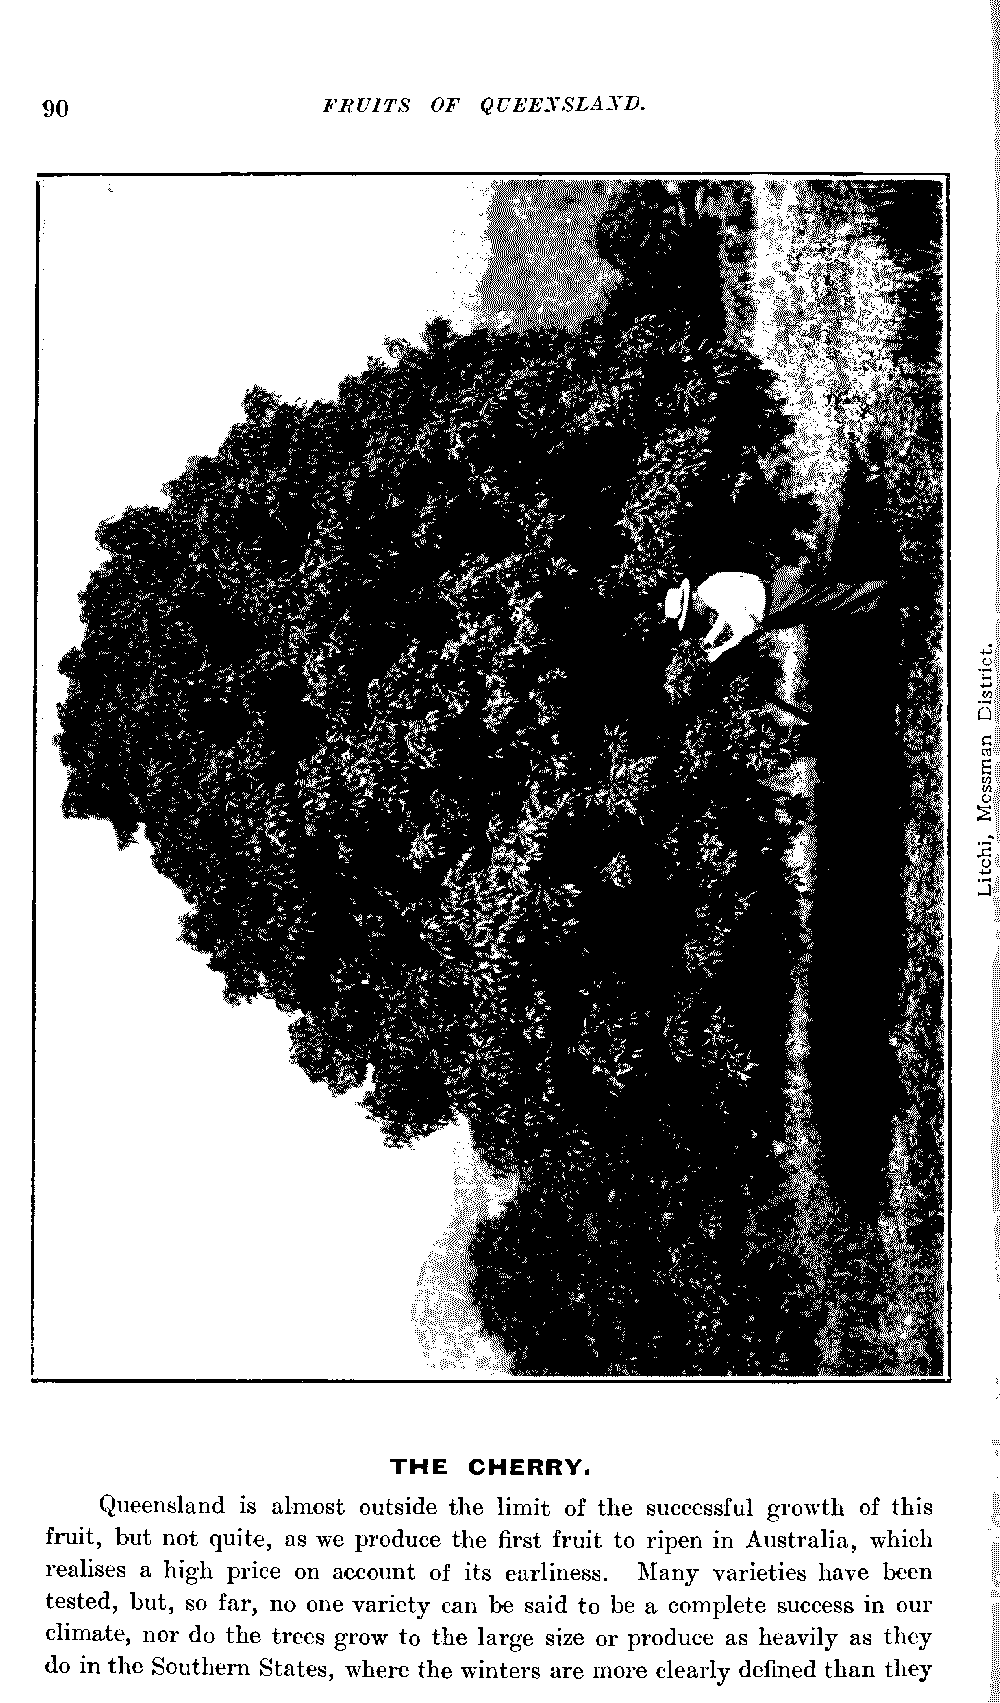 90
FRUITS OF QUEENSLAND.
Litchi, Mossman District.
THE CHERRY.
Queensland is almost outside the limit of the successful growth of this
fruit, but not quite, as we produce the first fruit to ripen in Australia, which
realises a high price on account of its earliness. Many varieties have been
tested, but, so far, no one variety can be said to be a complete success in our
climate, nor do the trees grow to the large size or produce as heavily as they
do in the Southern States, where the winters are more clearly defined than they